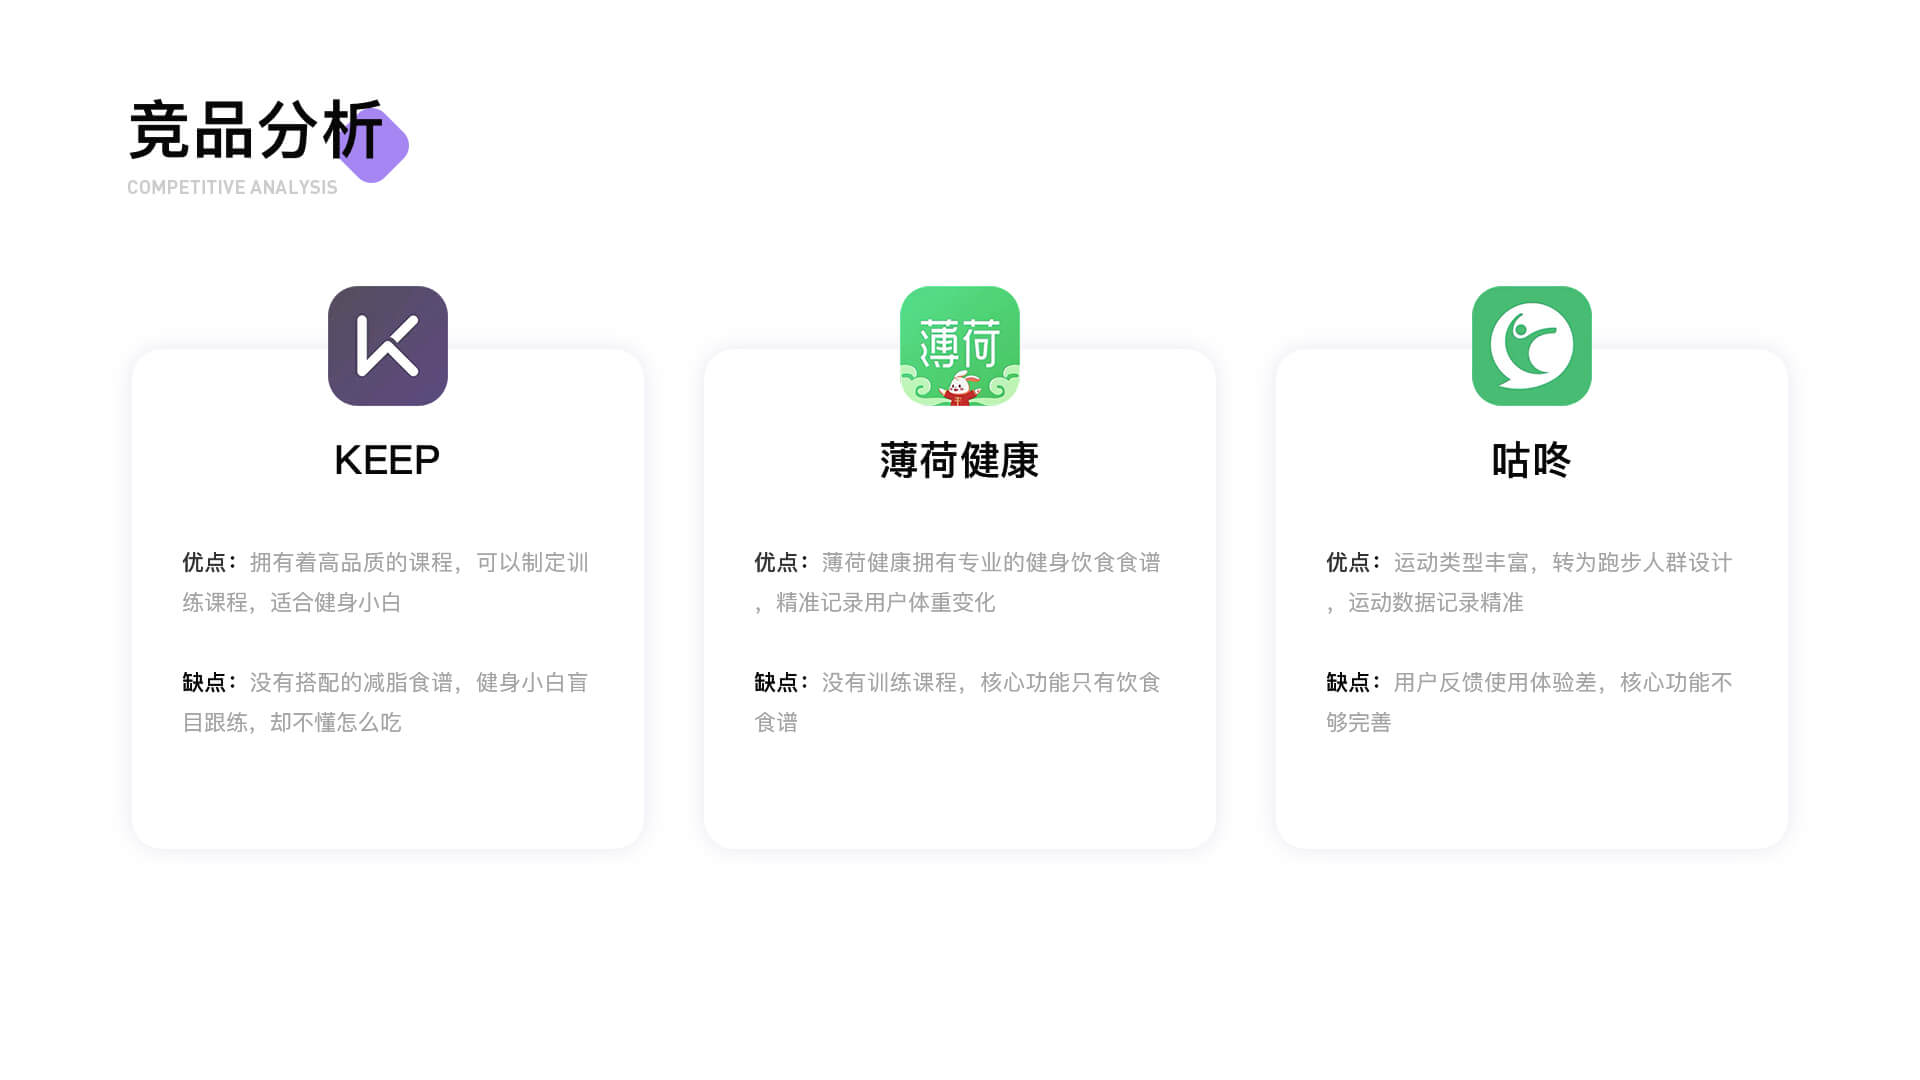 竞品分析
COMPETITIVE ANALYSIS
KEEP
优点：拥有着高品质的课程，可以制定训
练课程，适合健身小白
缺点：没有搭配的减脂食谱，健身小白盲
目跟练，却不懂怎么吃
薄荷
薄荷健康
优点：薄荷健康拥有专业的健身饮食食谱
，精准记录用户体重变化
缺点：没有训练课程，核心功能只有饮食
食谱
咕咚
优点：运动类型丰富，转为跑步人群设计
，运动数据记录精准
缺点：用户反馈使用体验差，核心功能不
够完善